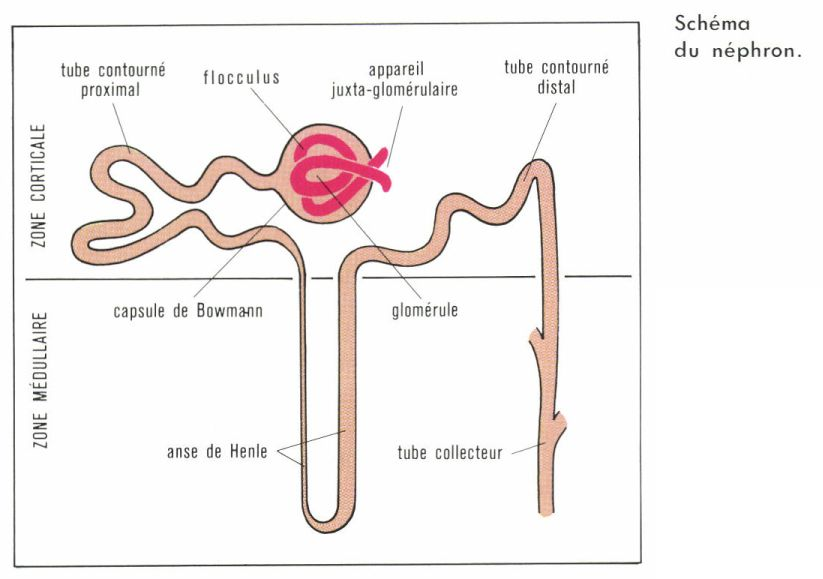 Schéma
du néphron.
tube contourné
proximal
flocculus
appareil
juxta-glomérulaire
tube contourné
distal
ZONE CORTICALE
capsule de Bowmann
glomérule
ZONE MÉDULLAIRE
anse de Henle
tube collecteur